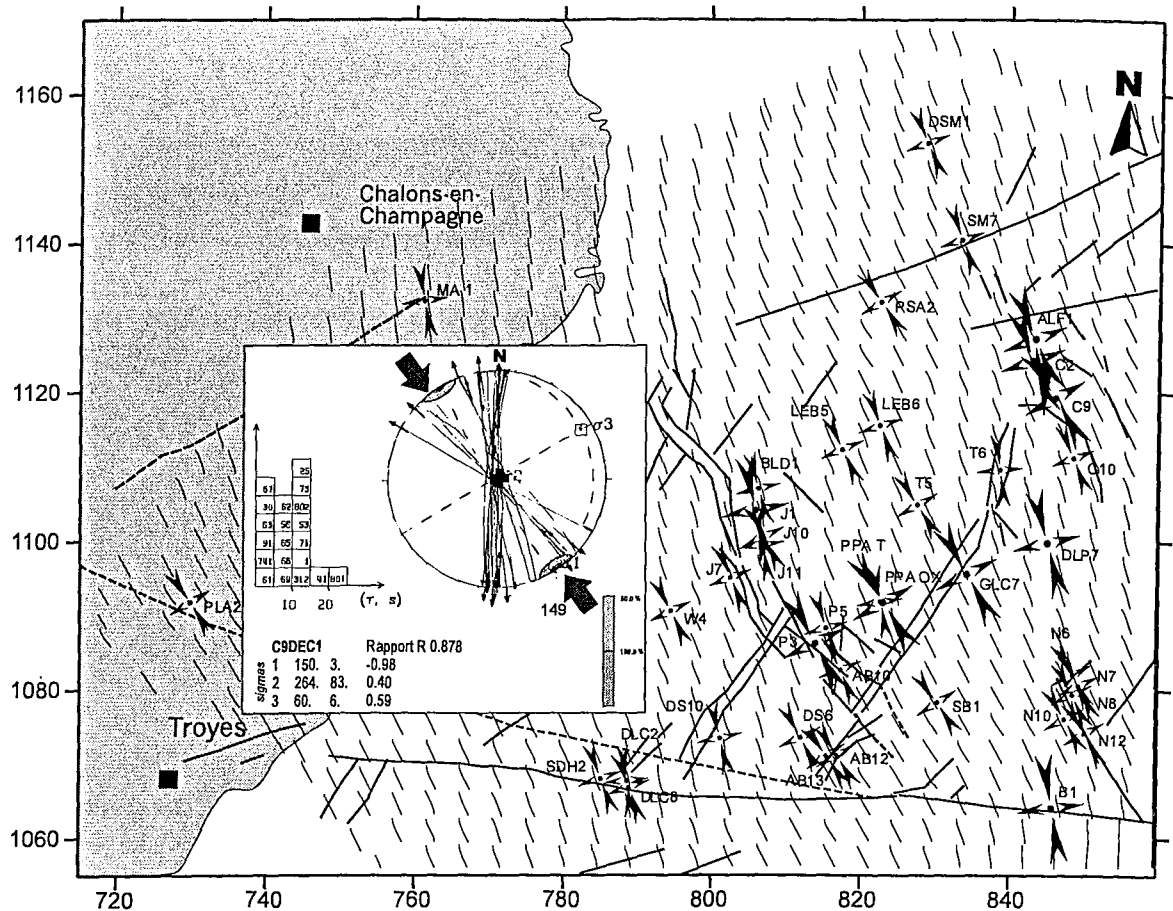 1160
1140
1120
1100
1080
1060
720
740
760
780
800
820
840
N
Chalons-en-
Champagne
Troyes
DSM1
SM7
MA 1
RSA2
ALF1
C2
C9
C10
LEB6
LEB5
T6
T5
BLD1
J1
J10
J11
J7
PPA T
PPA OX
GLC7
DLP7
PLA2
W4
P5
P3
AB10
N6
N7
N8
N10
N12
SB1
DS10
DS6
AB12
AB13
DLC2
SDH2
DLC8
B1
N
σ3
149
10 20 (τ, s)
50,0 %
100,0 %
C9DEC1 Rapport R 0.878
sigmas
1 150. 3. -0.98
2 264. 83. 0.40
3 60. 6. 0.59